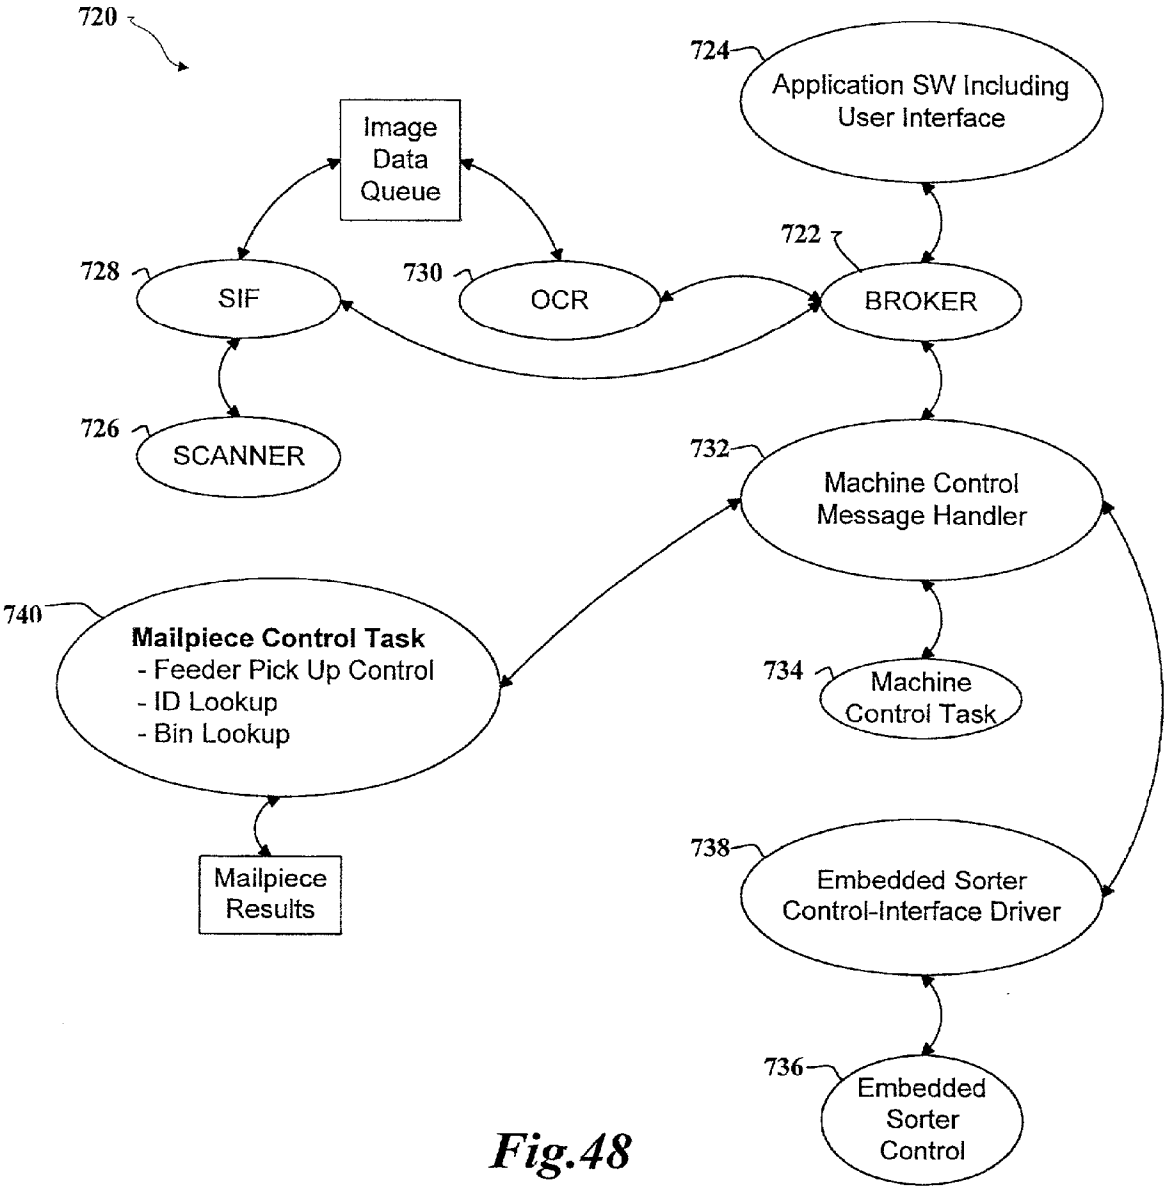 720
724
Application SW Including
User Interface
Image
Data
Queue
722
728
SIF
730
OCR
BROKER
726
SCANNER
732
Machine Control
Message Handler
740
Mailpiece Control Task
- Feeder Pick Up Control
- ID Lookup
- Bin Lookup
734
Machine
Control Task
738
Embedded Sorter
Control-Interface Driver
Mailpiece
Results
736
Embedded
Sorter
Control
Fig.48